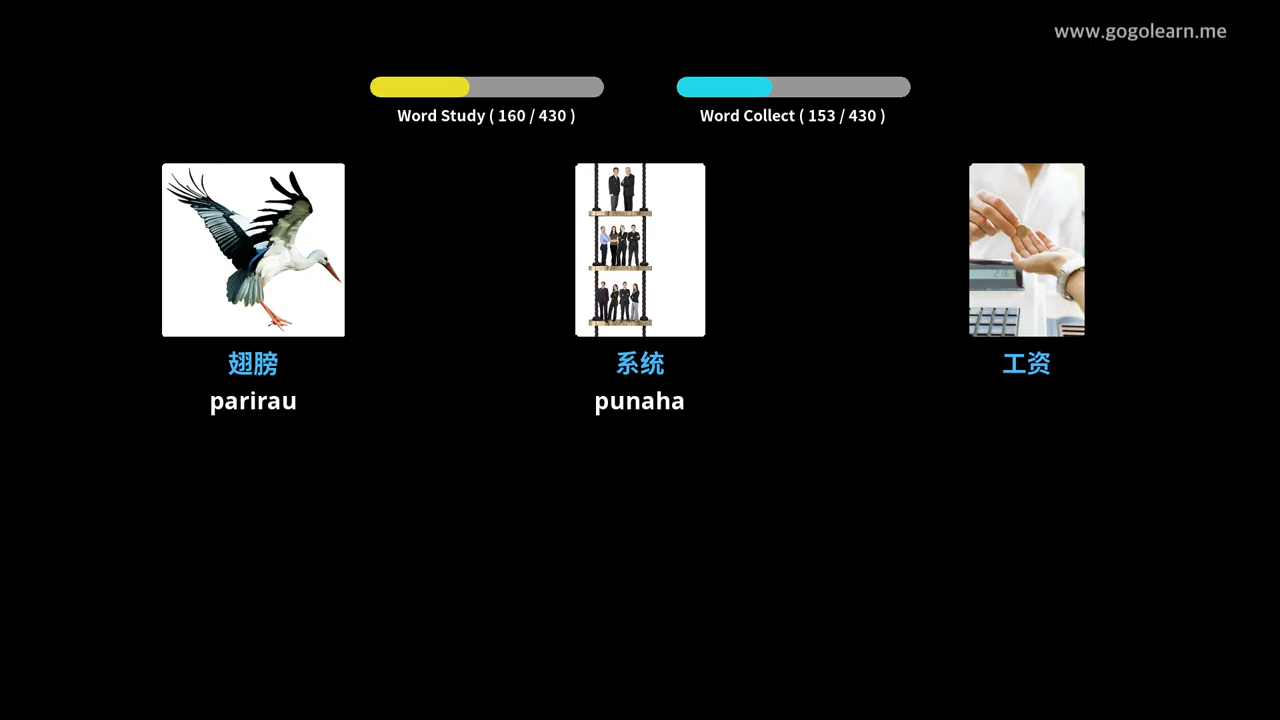 www.gogolearn.me
Word Study ( 160 / 430 )
Word Collect ( 153 / 430 )
翅膀
系统
工资
parirau
punaha